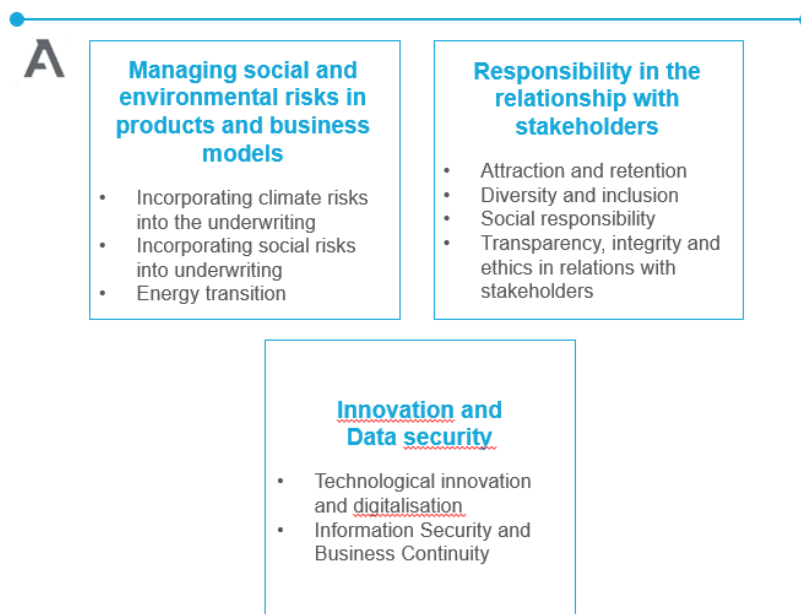 A
Managing social and
environmental risks in
products and business
models
• Incorporating climate risks
into the underwriting
• Incorporating social risks
into underwriting
• Energy transition
Responsibility in the
relationship with
stakeholders
• Attraction and retention
• Diversity and inclusion
• Social responsibility
• Transparency, integrity and
ethics in relations with
stakeholders
Innovation and
Data security
• Technological innovation
and digitalisation
• Information Security and
Business Continuity